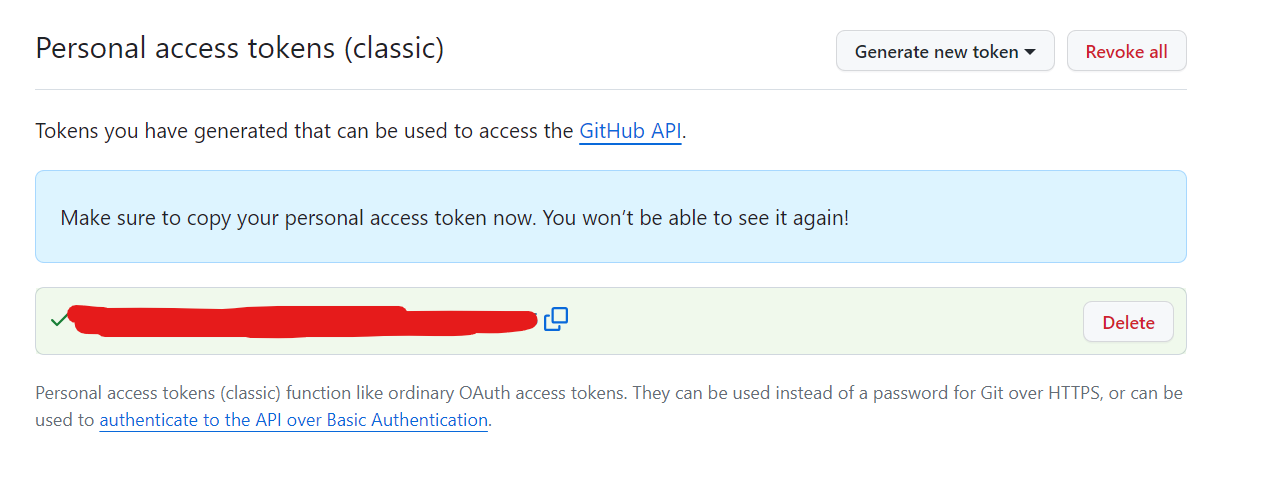 Personal access tokens (classic)
Generate new token
Revoke all
Tokens you have generated that can be used to access the GitHub API.
Make sure to copy your personal access token now. You won’t be able to see it again!
Delete
Personal access tokens (classic) function like ordinary OAuth access tokens. They can be used instead of a password for Git over HTTPS, or can be
used to authenticate to the API over Basic Authentication.